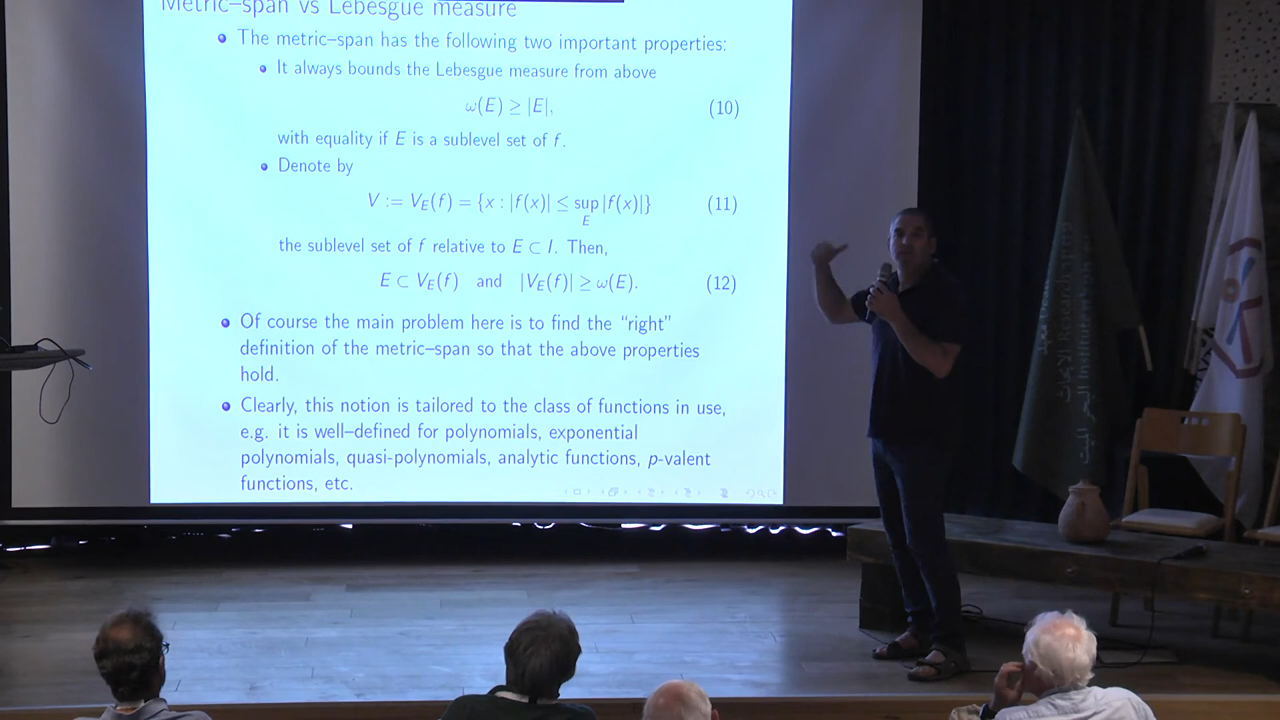 Metric–span vs Lebesgue measure
• The metric–span has the following two important properties:
• It always bounds the Lebesgue measure from above
ω(E) ≥ |E|, (10)
with equality if E is a sublevel set of f.
• Denote by
V := V_E(f) = {x : |f(x)| ≤ sup_E |f(x)|} (11)
the sublevel set of f relative to E ⊂ I. Then,
E ⊂ V_E(f) and |V_E(f)| ≥ ω(E). (12)
• Of course the main problem here is to find the “right”
definition of the metric–span so that the above properties
hold.
• Clearly, this notion is tailored to the class of functions in use,
e.g. it is well–defined for polynomials, exponential
polynomials, quasi-polynomials, analytic functions, p-valent
functions, etc.